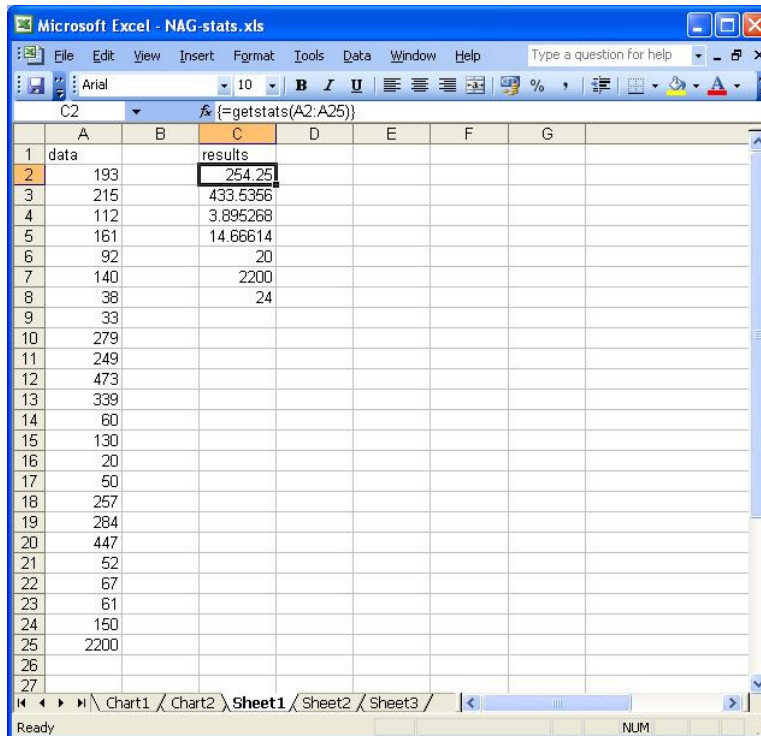 Microsoft Excel - NAG-stats.xls
File Edit View Insert Format Tools Data Window Help Type a question for help
Arial 10 B I U % , A
C2 fx {=getstats(A2:A25)}
A B C D E F G
1 data results
2 193 254.25
3 215 433.5356
4 112 3.895268
5 161 14.66614
6 92 20
7 140 2200
8 38 24
9 33
10 279
11 249
12 473
13 339
14 60
15 130
16 20
17 50
18 257
19 284
20 447
21 52
22 67
23 61
24 150
25 2200
26
27
Chart1 / Chart2 \ Sheet1 / Sheet2 / Sheet3 /
Ready NUM